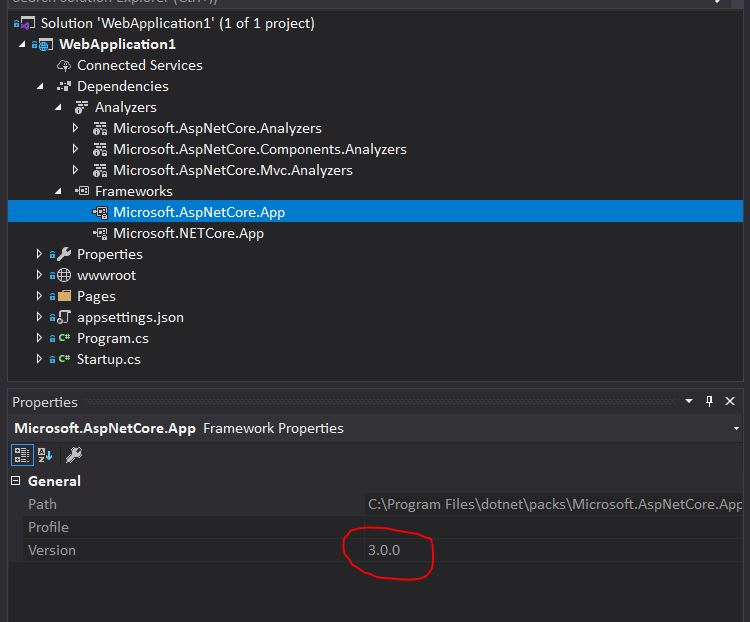 Solution 'WebApplication1' (1 of 1 project)
WebApplication1
Connected Services
Dependencies
Analyzers
Microsoft.AspNetCore.Analyzers
Microsoft.AspNetCore.Components.Analyzers
Microsoft.AspNetCore.Mvc.Analyzers
Frameworks
Microsoft.AspNetCore.App
Microsoft.NETCore.App
Properties
wwwroot
Pages
appsettings.json
C# Program.cs
C# Startup.cs
Properties
Microsoft.AspNetCore.App Framework Properties
General
Path C:\Program Files\dotnet\packs\Microsoft.AspNetCore.App
Profile
Version 3.0.0